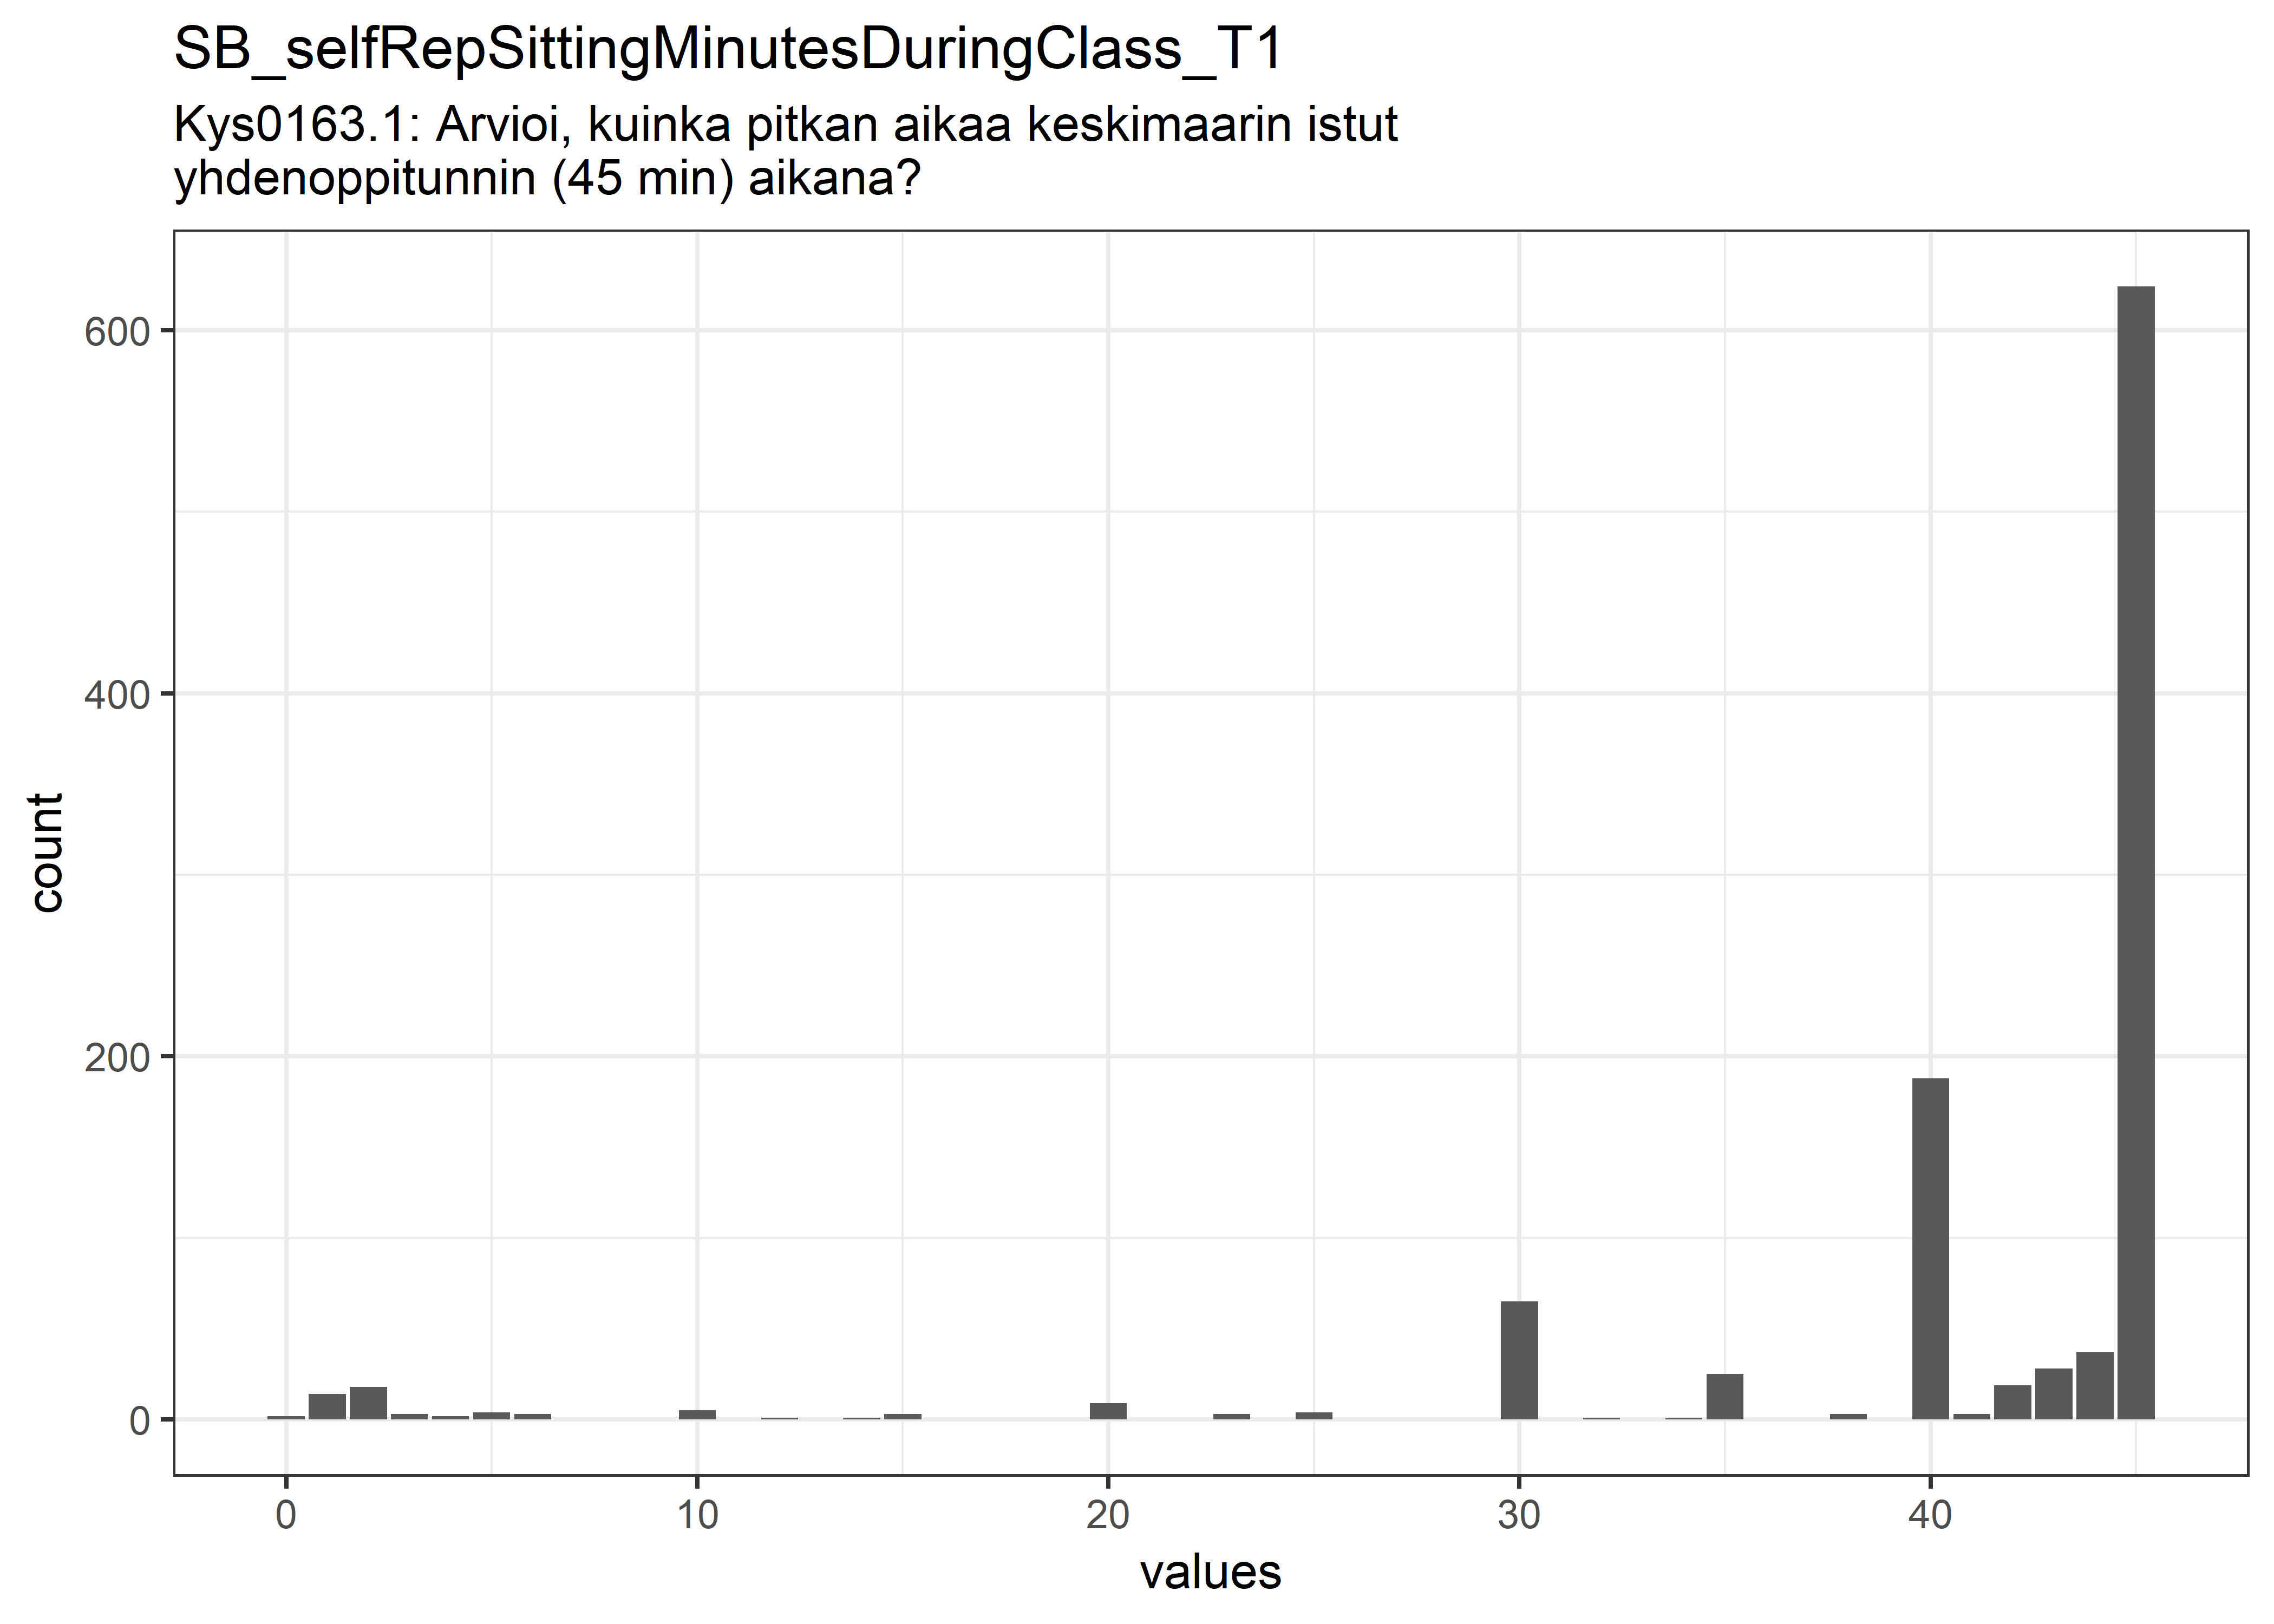 SB_selfRepSittingMinutesDuringClass_T1
Kys0163.1: Arvioi, kuinka pitkan aikaa keskimaarin istut
yhdenoppitunnin (45 min) aikana?
600
400
200
0
count
0 10 20 30 40
values